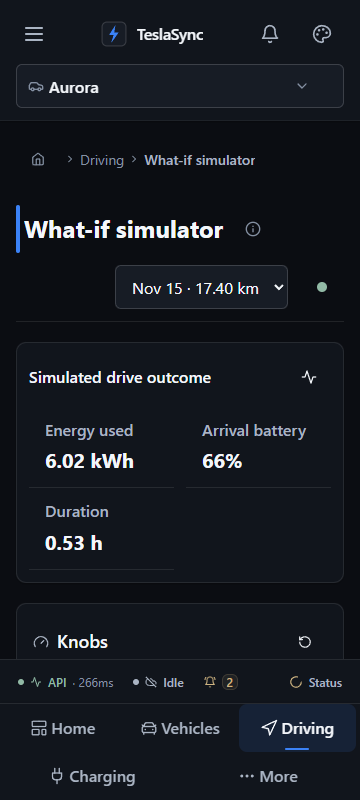 TeslaSync
Aurora
Driving
What-if simulator
What-if simulator
Nov 15 · 17.40 km
Simulated drive outcome
Energy used
Arrival battery
6.02 kWh
66%
Duration
0.53 h
Knobs
API · 266ms
Idle
2
Status
Home
Vehicles
Driving
Charging
More